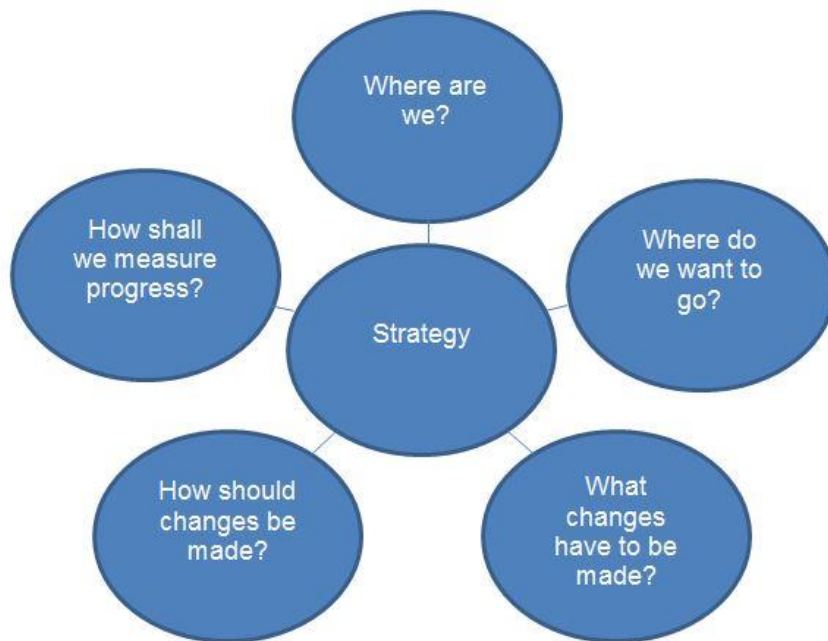 Where are
we?
Where do
we want to
go?
What
changes
have to be
made?
How should
changes be
made?
How shall
we measure
progress?
Strategy